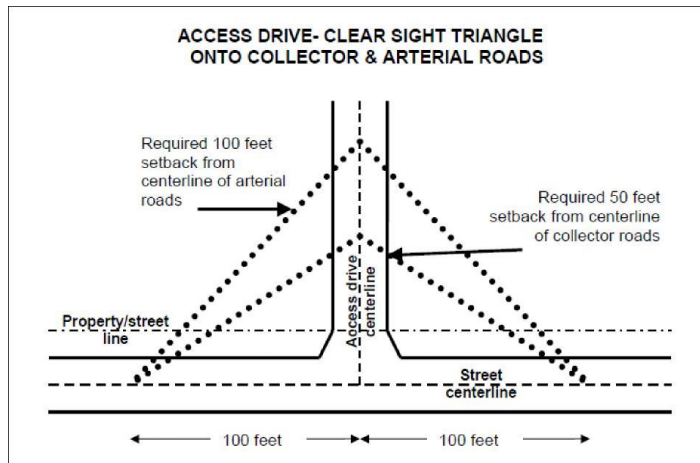 ACCESS DRIVE- CLEAR SIGHT TRIANGLE
ONTO COLLECTOR & ARTERIAL ROADS
Required 100 feet
setback from
centerline of arterial
roads
Required 50 feet
setback from centerline
of collector roads
Access drive
centerline
Property/street
line
Street
centerline
100 feet
100 feet